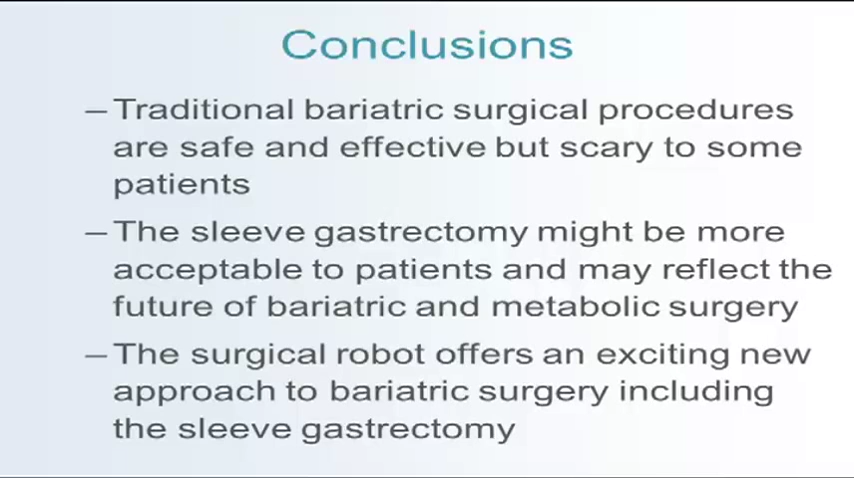 Conclusions
– Traditional bariatric surgical procedures
are safe and effective but scary to some
patients
– The sleeve gastrectomy might be more
acceptable to patients and may reflect the
future of bariatric and metabolic surgery
– The surgical robot offers an exciting new
approach to bariatric surgery including
the sleeve gastrectomy